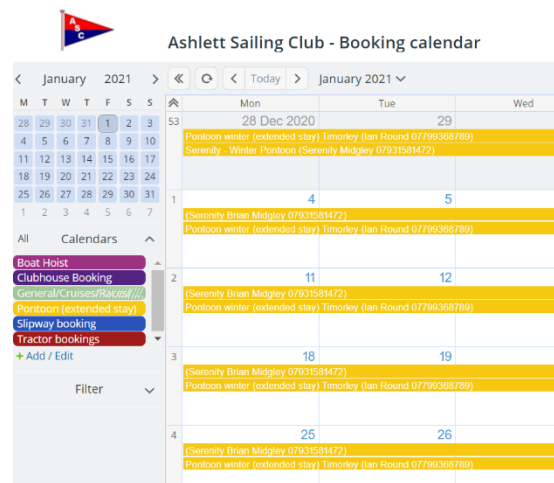 A S C
Ashlett Sailing Club - Booking calendar
< January 2021 >
M T W T F S S
28 29 30 31 1 2 3
4 5 6 7 8 9 10
11 12 13 14 15 16 17
18 19 20 21 22 23 24
25 26 27 28 29 30 31
1 2 3 4 5 6 7
All Calendars
Boat Hoist
Clubhouse Booking
General/Cruises/Races/
Pontoon (extended stay)
Slipway booking
Tractor bookings
+ Add / Edit
Filter
< Today > January 2021
Mon Tue Wed
53 28 Dec 2020 29
Pontoon winter (extended stay) Timorley (Ian Round 07799368789)
Serenity - Winter Pontoon (Serenity Midgley 07931581472)
1 4 5
(Serenity Brian Midgley 07931581472)
Pontoon winter (extended stay) Timorley (Ian Round 07799368789)
2 11 12
(Serenity Brian Midgley 07931581472)
Pontoon winter (extended stay) Timorley (Ian Round 07799368789)
3 18 19
(Serenity Brian Midgley 07931581472)
Pontoon winter (extended stay) Timorley (Ian Round 07799368789)
4 25 26
(Serenity Brian Midgley 07931581472)
Pontoon winter (extended stay) Timorley (Ian Round 07799368789)